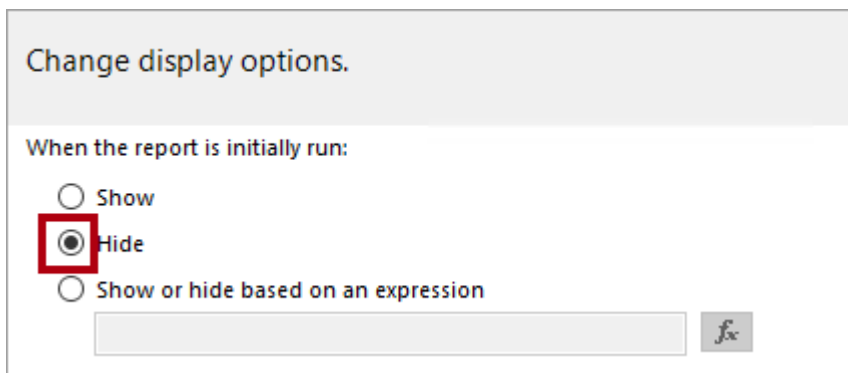 Change display options.
When the report is initially run:
Show
Hide
Show or hide based on an expression
fx